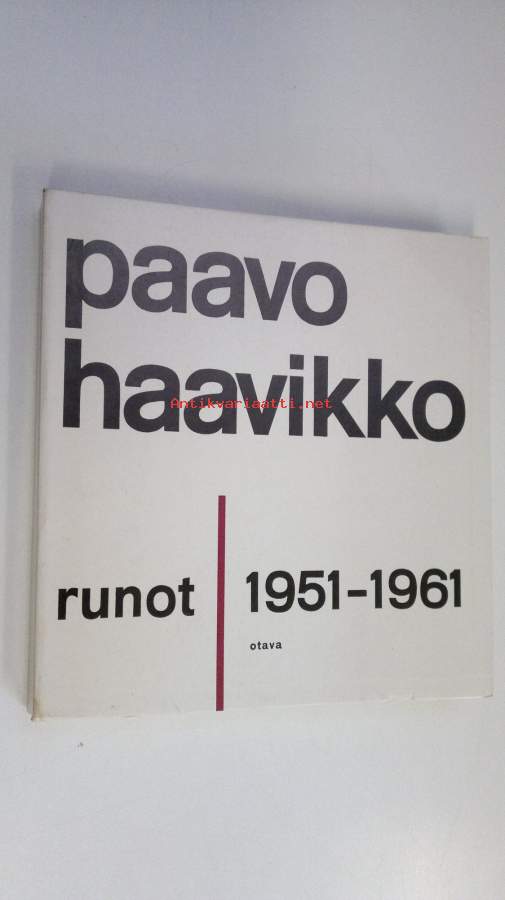 paavo
haavikko
Antikvariaatti.net
runot 1951-1961
otava